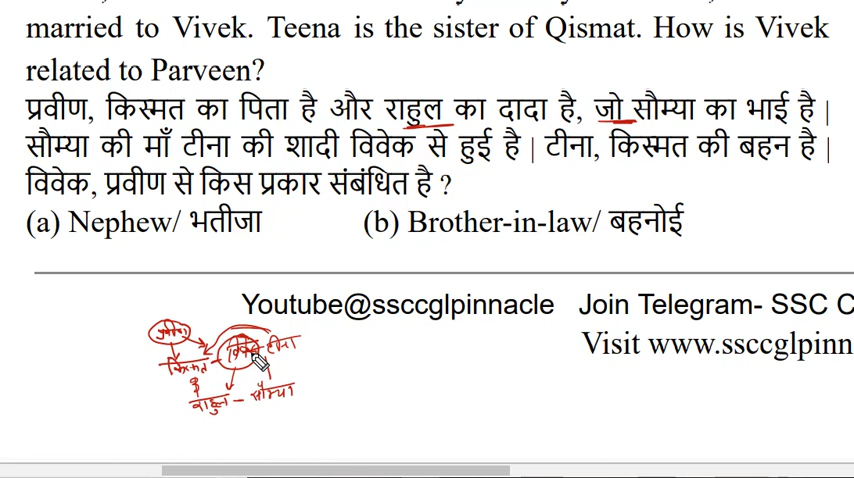 married to Vivek. Teena is the sister of Qismat. How is Vivek
related to Parveen?
प्रवीण, किस्मत का पिता है और राहुल का दादा है, जो सौम्या का भाई है |
सौम्या की माँ टीना की शादी विवेक से हुई है | टीना, किस्मत की बहन है |
विवेक, प्रवीण से किस प्रकार संबंधित है ?
(a) Nephew/ भतीजा (b) Brother-in-law/ बहनोई
Youtube@ssccglpinnacle Join Telegram- SSC C
Visit www.ssccglpinn
प्रवीण
किस्मत - विवेक टीना
राहुल - सौम्या